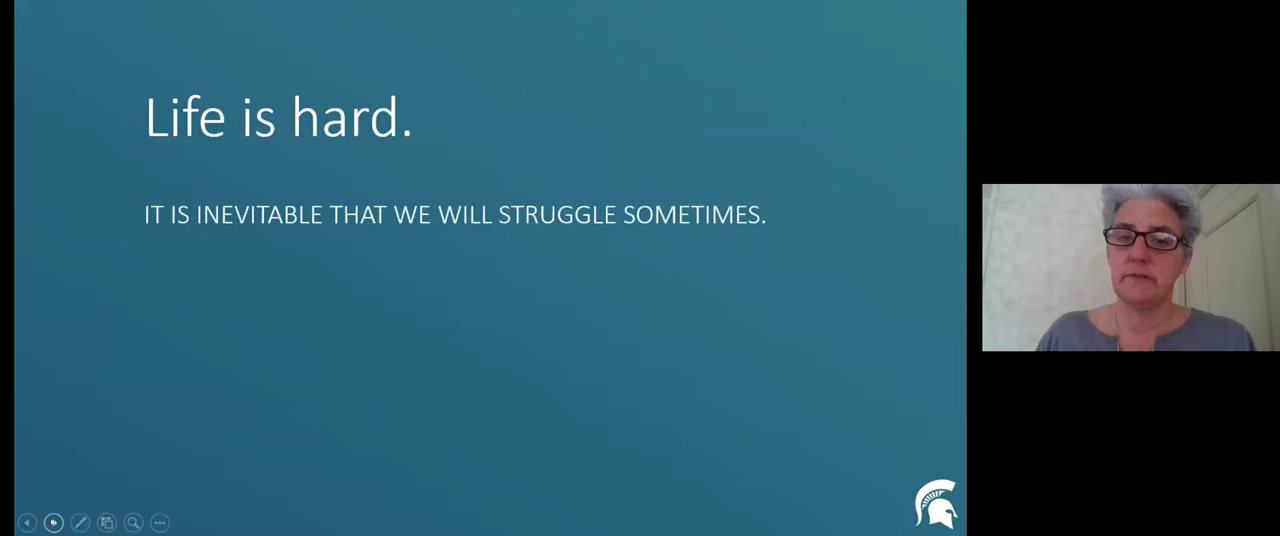 Life is hard.
IT IS INEVITABLE THAT WE WILL STRUGGLE SOMETIMES.